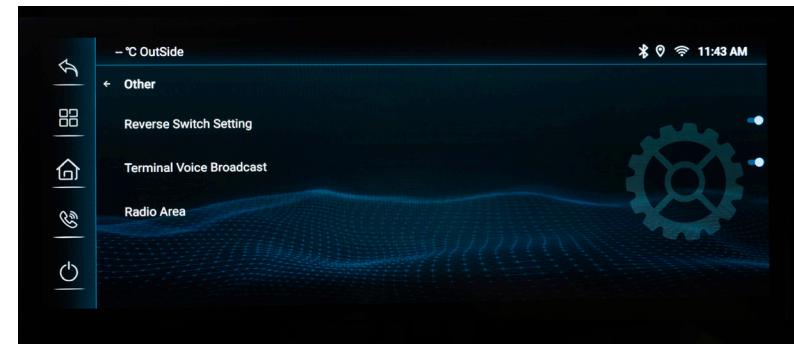 -- °C OutSide
11:43 AM
← Other
Reverse Switch Setting
Terminal Voice Broadcast
Radio Area